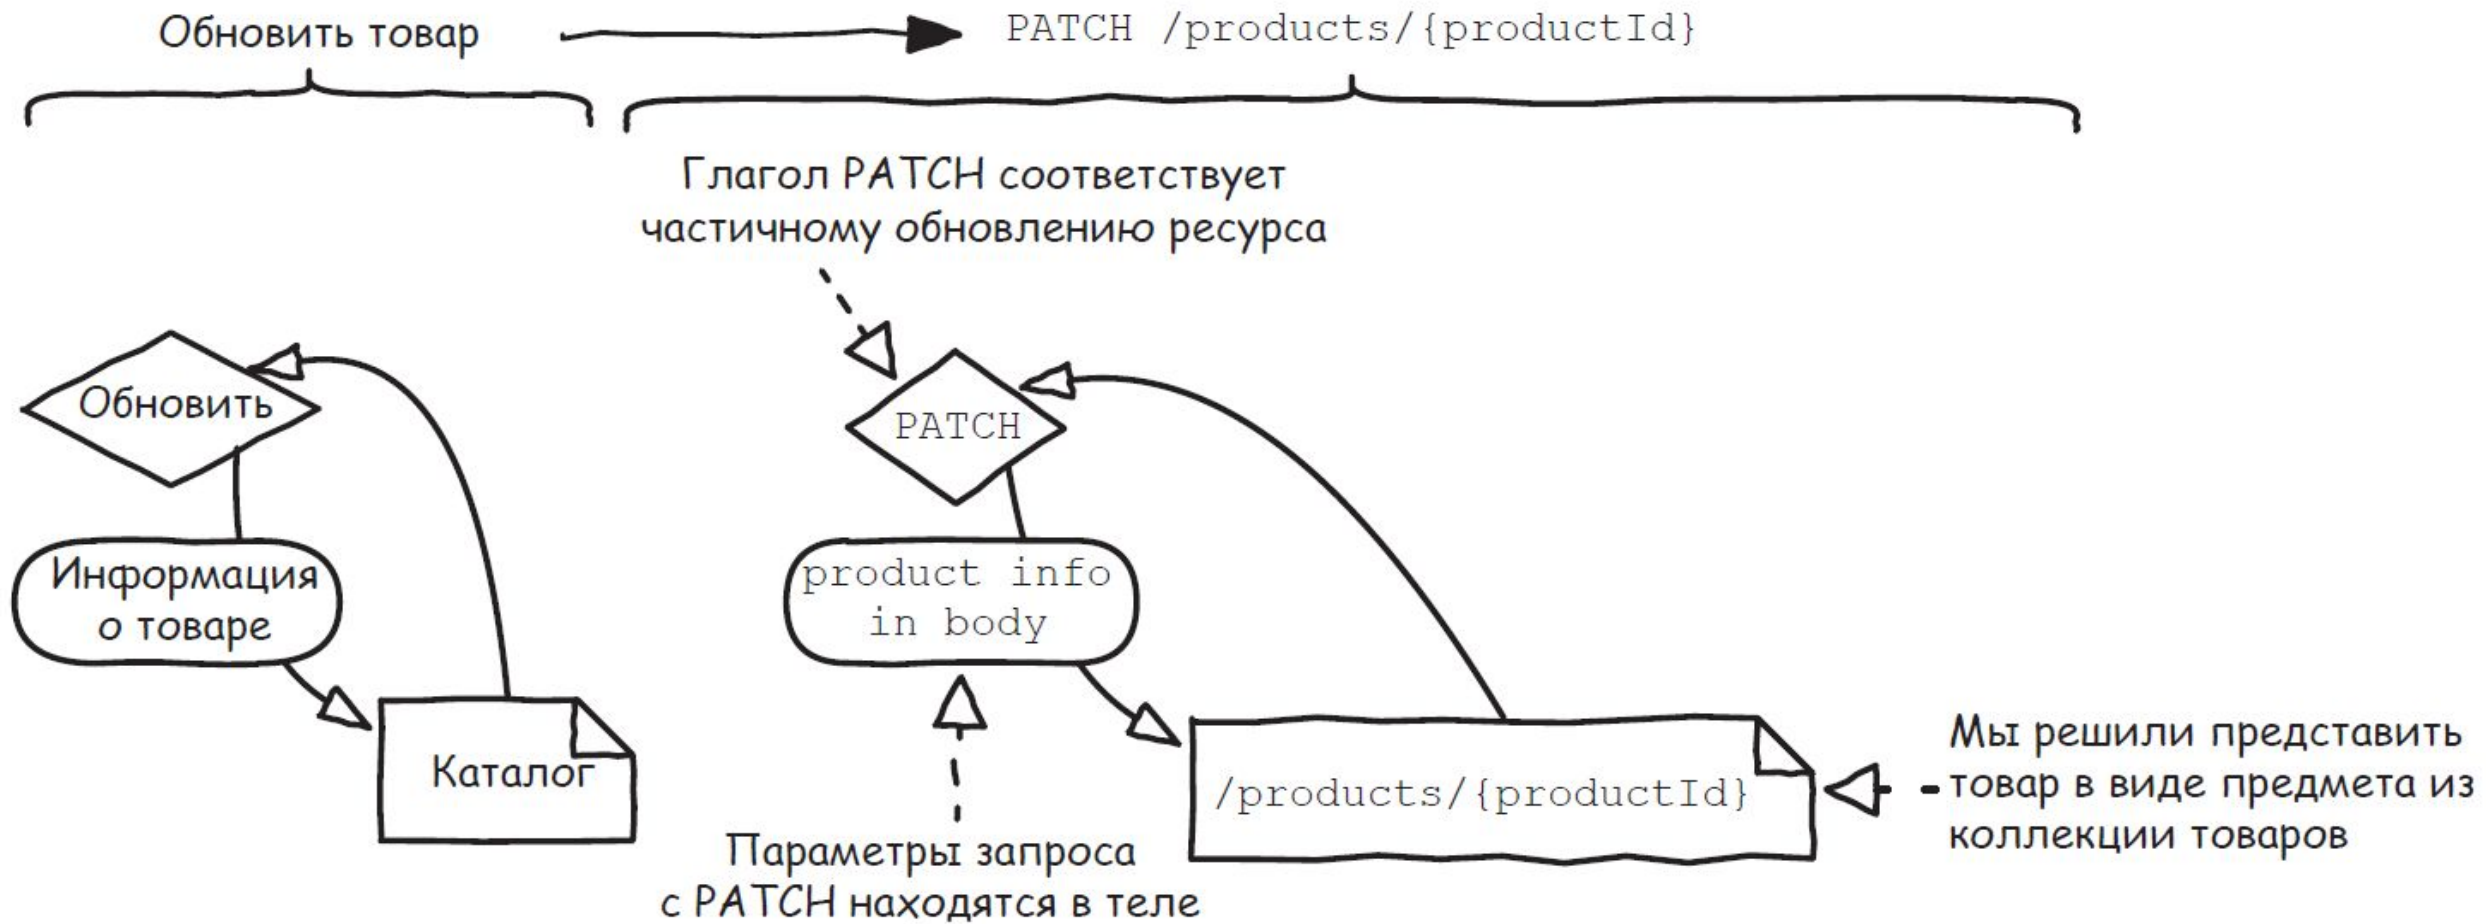 Обновить товар
PATCH /products/{productId}
Глагол PATCH соответствует
частичному обновлению ресурса
Обновить
Информация
о товаре
Каталог
PATCH
product info
in body
/products/{productId}
Параметры запроса
с PATCH находятся в теле
Мы решили представить
товар в виде предмета из
коллекции товаров